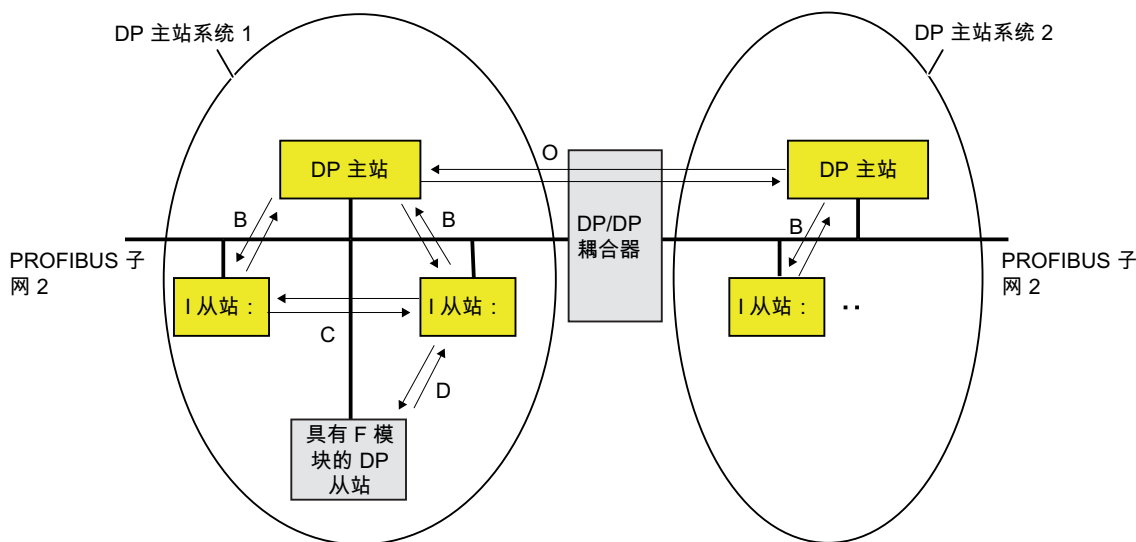 DP 主站系统 1
DP 主站系统 2
O
DP 主站
DP 主站
DP/DP
耦合器
B
B
B
PROFIBUS 子
网 2
PROFIBUS 子
网 2
I 从站：
I 从站：
I 从站：
..
C
D
具有 F 模
块的 DP
从站